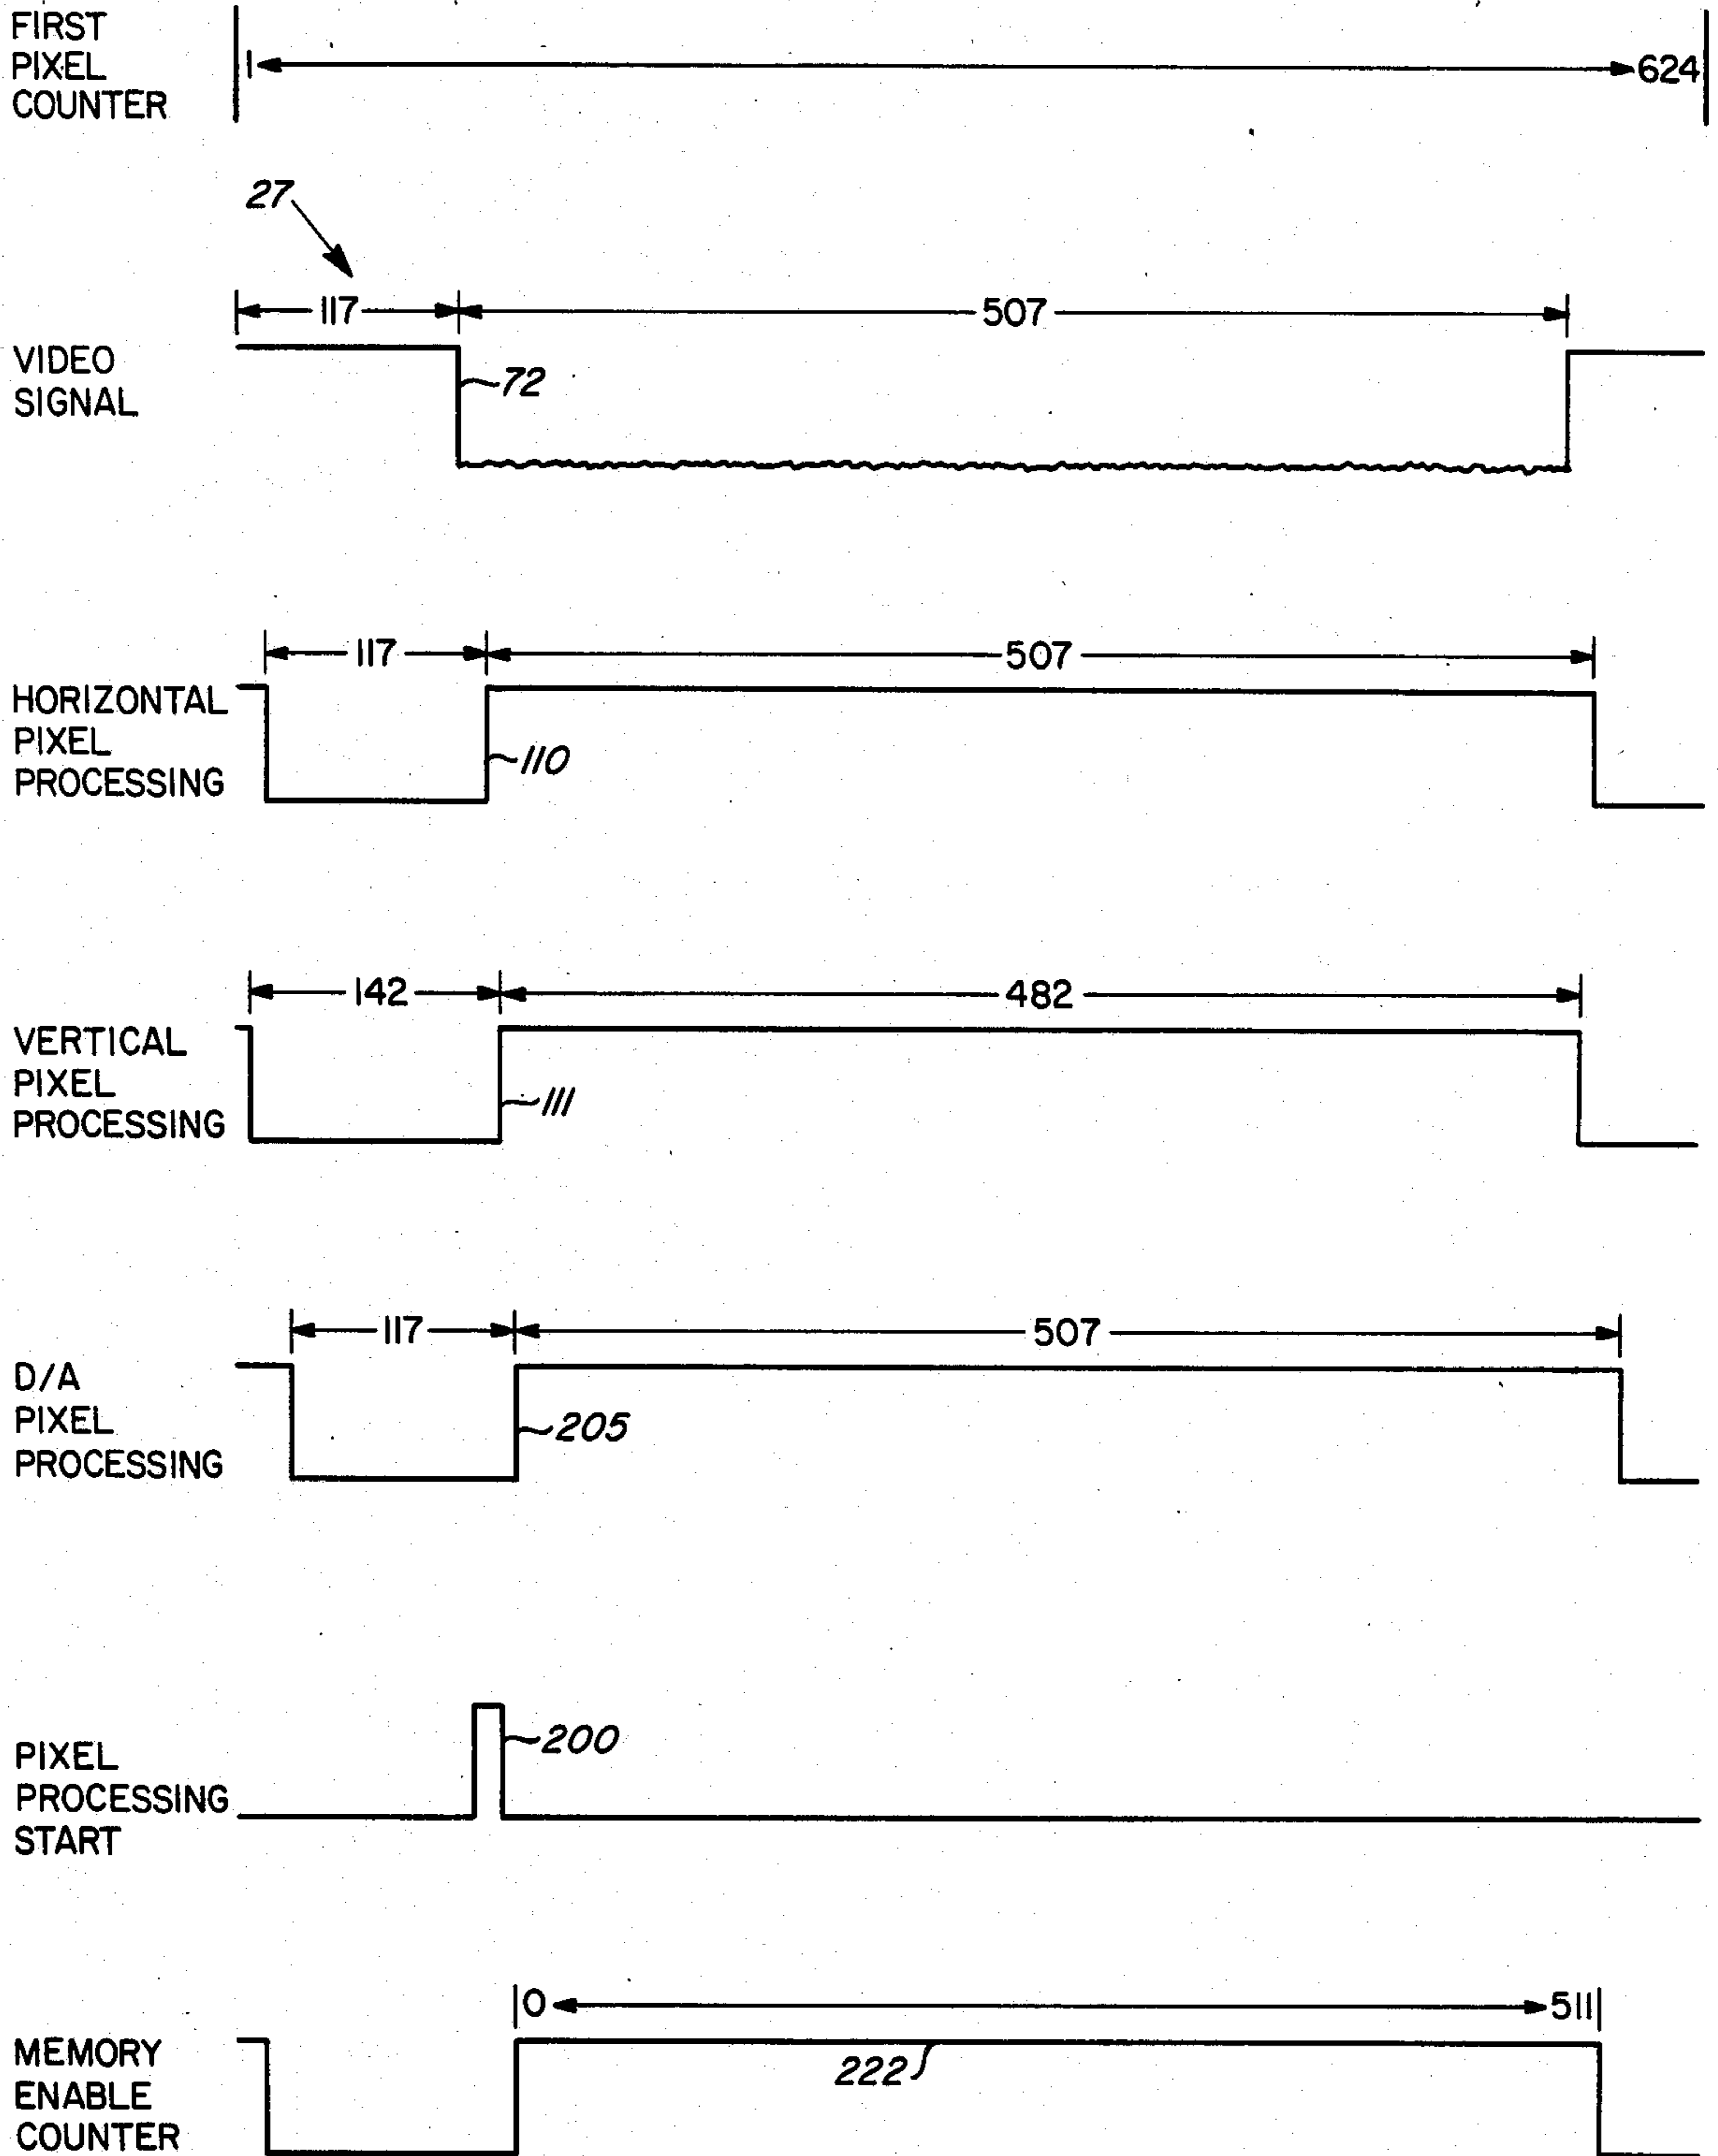 FIRST
PIXEL
COUNTER
1
624
27
117
507
VIDEO
SIGNAL
72
117
507
HORIZONTAL
PIXEL
PROCESSING
110
142
482
VERTICAL
PIXEL
PROCESSING
111
117
507
D/A
PIXEL
PROCESSING
205
PIXEL
PROCESSING
START
200
0
511
MEMORY
ENABLE
COUNTER
222